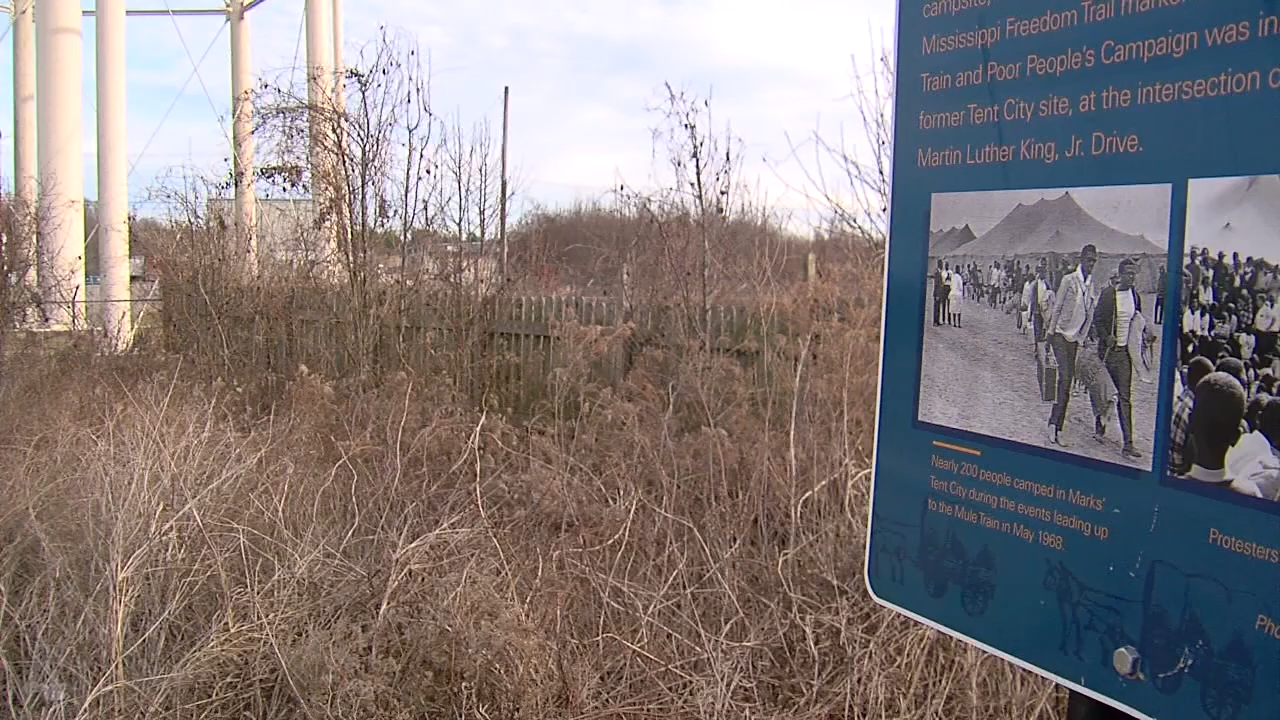 campsite,
Mississippi Freedom Trail
Train and Poor People's Campaign was
former Tent City site, at the intersection
Martin Luther King, Jr. Drive.
Nearly 200 people camped in Marks'
Tent City during the events leading up
to the Mule Train in May 1968.
Protesters